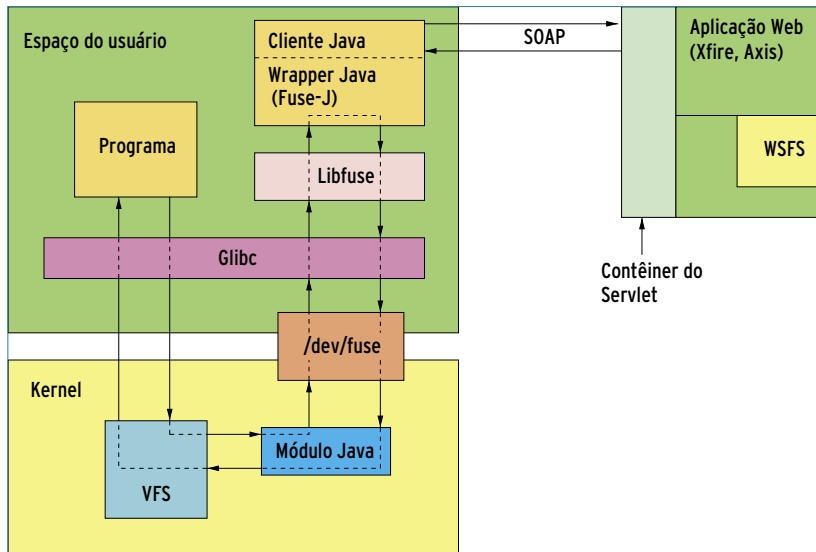 Espaço do usuário
Cliente Java
Wrapper Java
(Fuse-J)
SOAP
Aplicação Web
(Xfire, Axis)
WSFS
Programa
Libfuse
Glibc
Contêiner do
Servlet
/dev/fuse
Kernel
Módulo Java
VFS